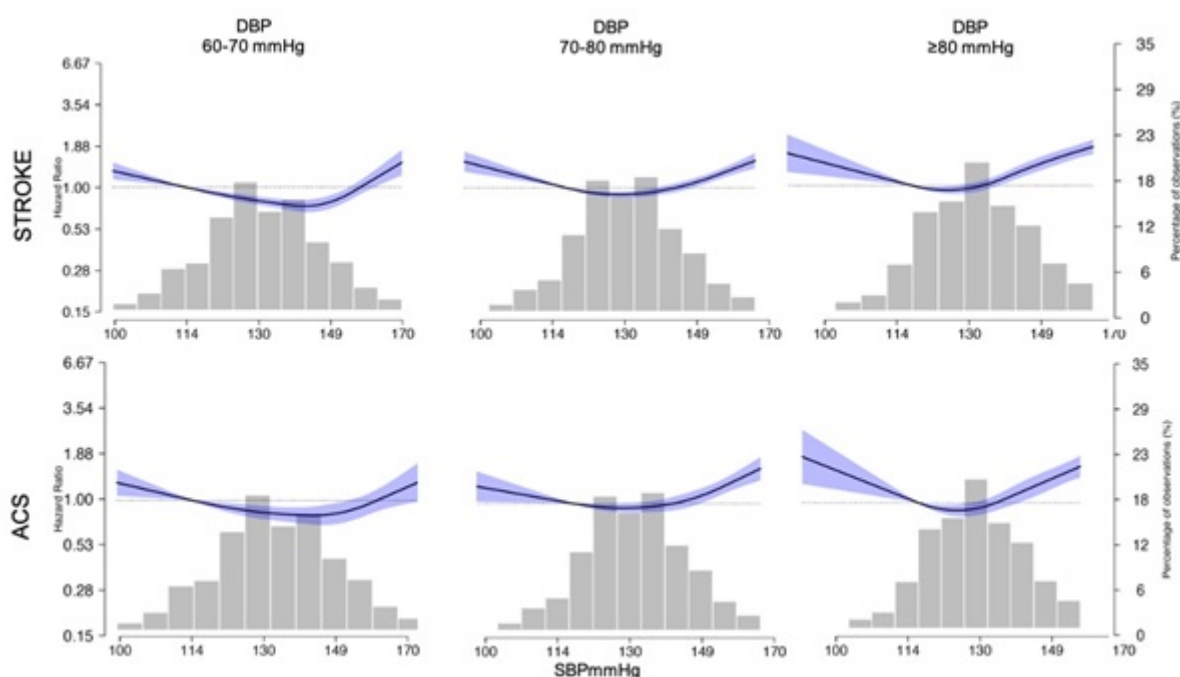 DBP
60-70 mmHg
DBP
70-80 mmHg
DBP
≥80 mmHg
STROKE
Hazard Ratio
6.67
3.54
1.88
1.00
0.53
0.28
0.15
100 114 130 149 170
100 114 130 149 170
100 114 130 149 170
35
29
23
18
12
6
0
Percentage of observations (%)
ACS
Hazard Ratio
6.67
3.54
1.88
1.00
0.53
0.28
0.15
100 114 130 149 170
100 114 130 149 170
100 114 130 149 170
35
29
23
18
12
6
0
Percentage of observations (%)
SBPmmHg